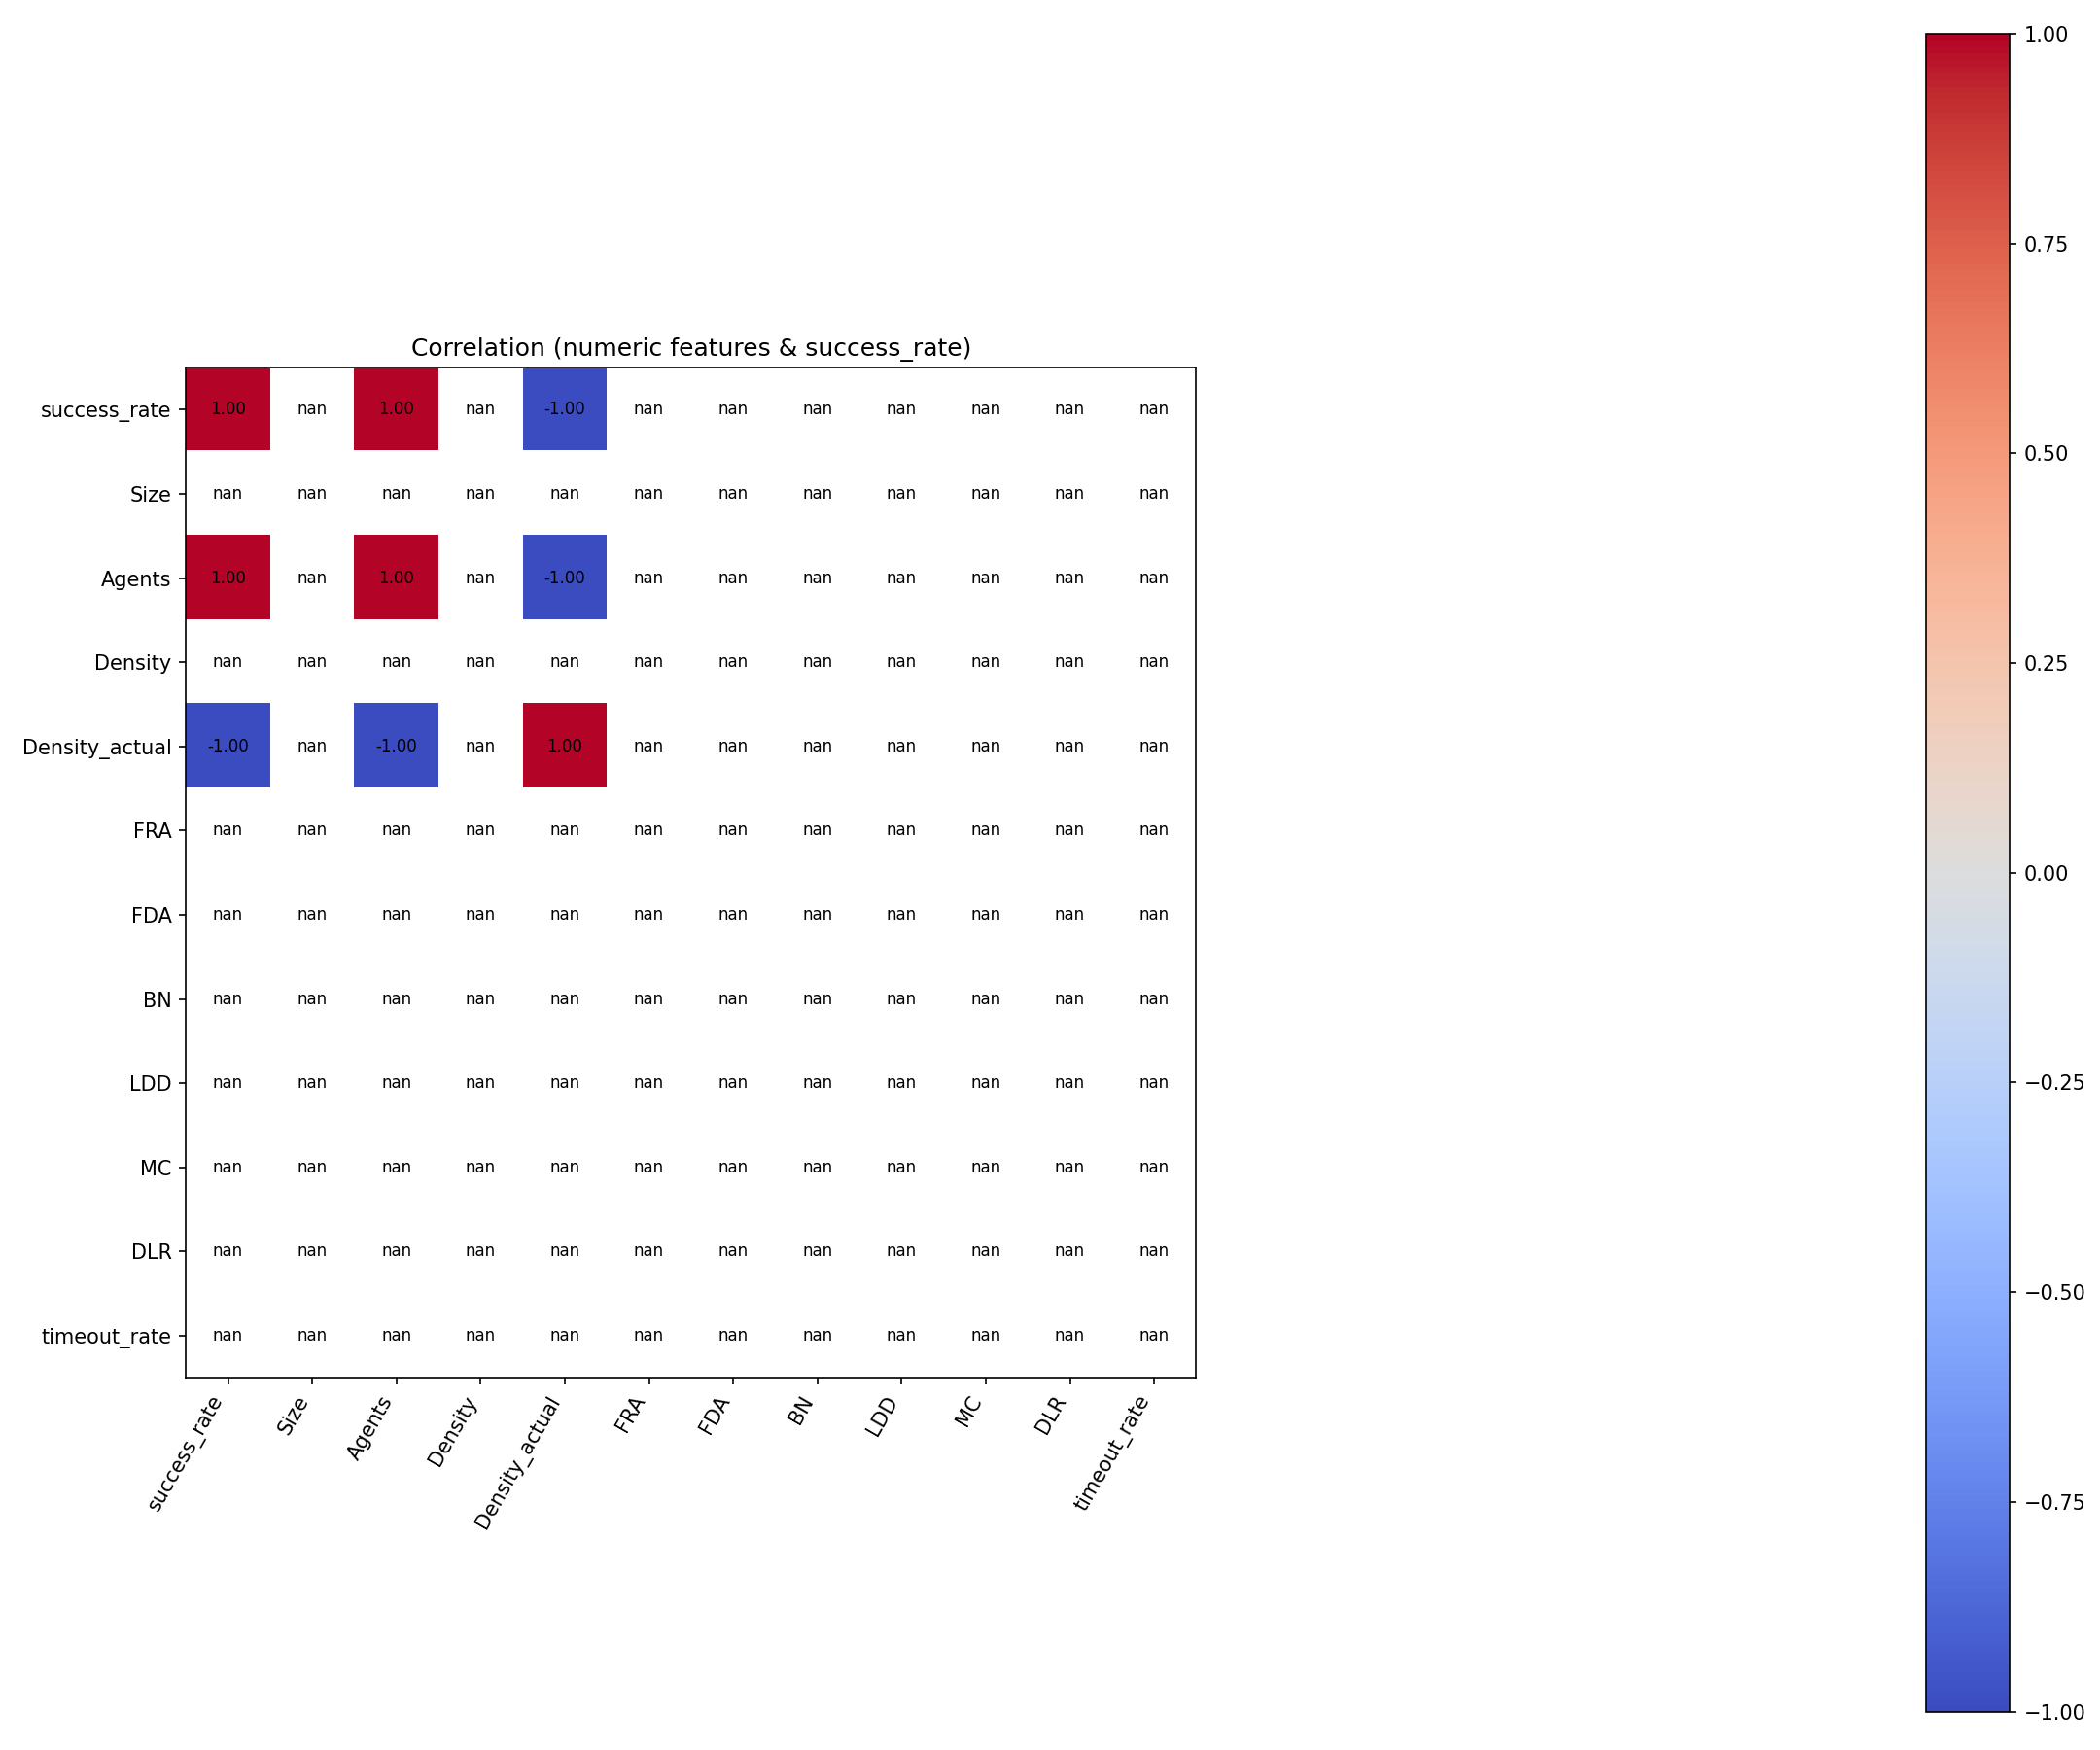 Correlation (numeric features & success_rate)
success_rate 1.00 nan 1.00 nan -1.00 nan nan nan nan nan nan nan
Size nan nan nan nan nan nan nan nan nan nan nan nan
Agents 1.00 nan 1.00 nan -1.00 nan nan nan nan nan nan nan
Density nan nan nan nan nan nan nan nan nan nan nan nan
Density_actual -1.00 nan -1.00 nan 1.00 nan nan nan nan nan nan nan
FRA nan nan nan nan nan nan nan nan nan nan nan nan
FDA nan nan nan nan nan nan nan nan nan nan nan nan
BN nan nan nan nan nan nan nan nan nan nan nan nan
LDD nan nan nan nan nan nan nan nan nan nan nan nan
MC nan nan nan nan nan nan nan nan nan nan nan nan
DLR nan nan nan nan nan nan nan nan nan nan nan nan
timeout_rate nan nan nan nan nan nan nan nan nan nan nan nan
success_rate Size Agents Density Density_actual FRA FDA BN LDD MC DLR timeout_rate
1.00
0.75
0.50
0.25
0.00
−0.25
−0.50
−0.75
−1.00